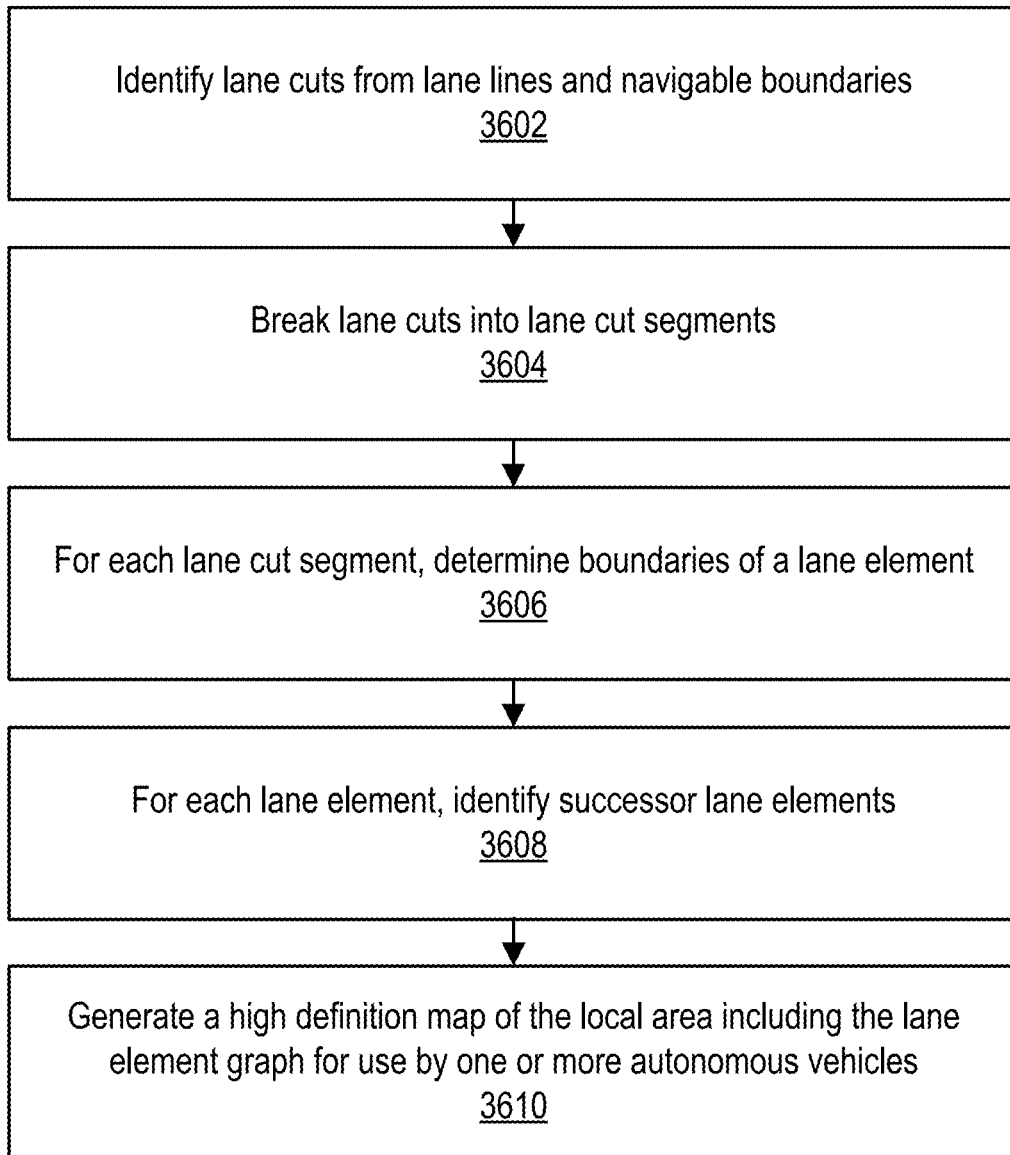 Identify lane cuts from lane lines and navigable boundaries
3602
Break lane cuts into lane cut segments
3604
For each lane cut segment, determine boundaries of a lane element
3606
For each lane element, identify successor lane elements
3608
Generate a high definition map of the local area including the lane
element graph for use by one or more autonomous vehicles
3610